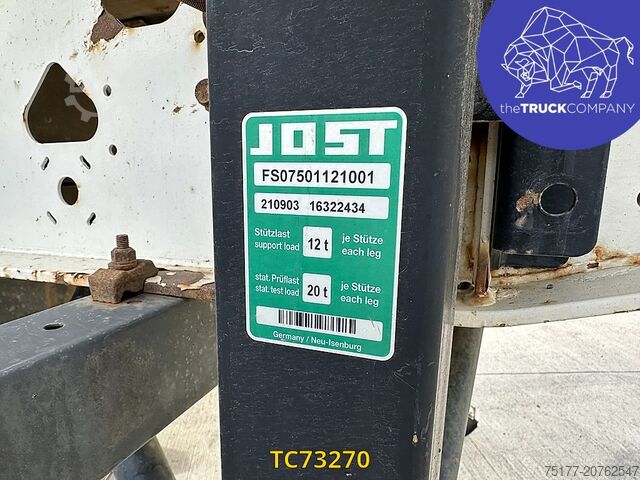 theTRUCKCOMPANY
JOST
FS07501121001
210903 16322434
Stützlast
support load
12 t
je Stütze
each leg
stat. Prüflast
stat. test load
20 t
je Stütze
each leg
Germany / Neu-Isenburg
TC73270
75177-20762547